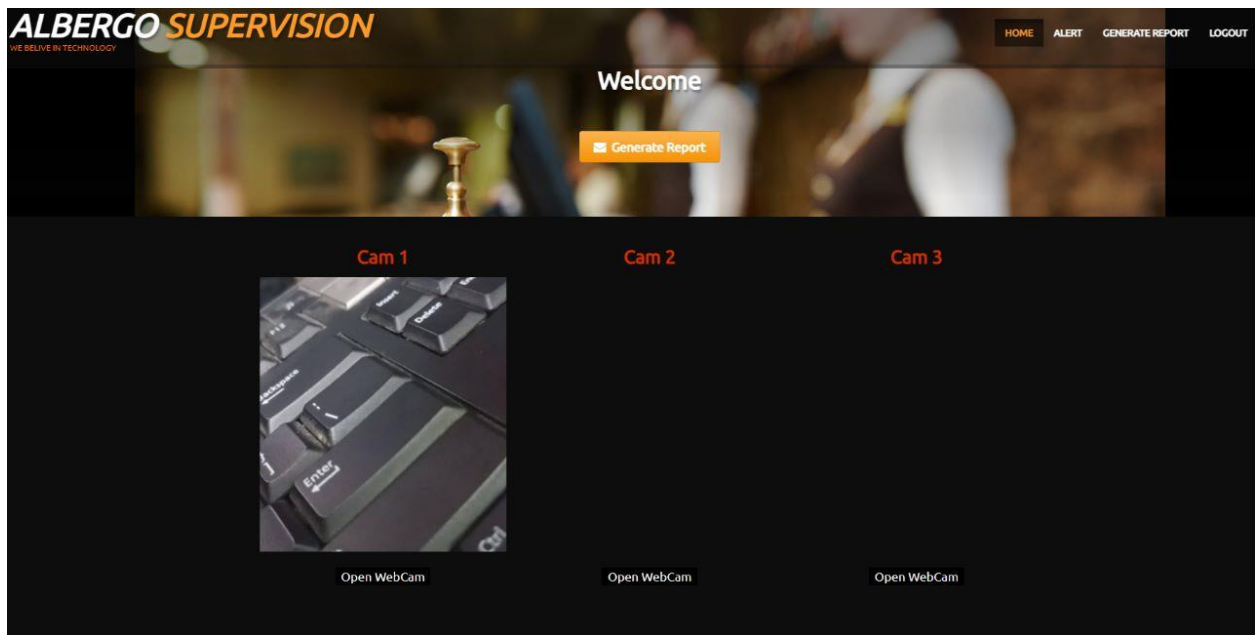 ALBERGO SUPERVISION
WE BELIVE IN TECHNOLOGY
HOME ALERT GENERATE REPORT LOGOUT
Welcome
Generate Report
Cam 1 Cam 2 Cam 3
Insert
Delete
F12
Backspace
Enter
Ctrl
Open WebCam Open WebCam Open WebCam